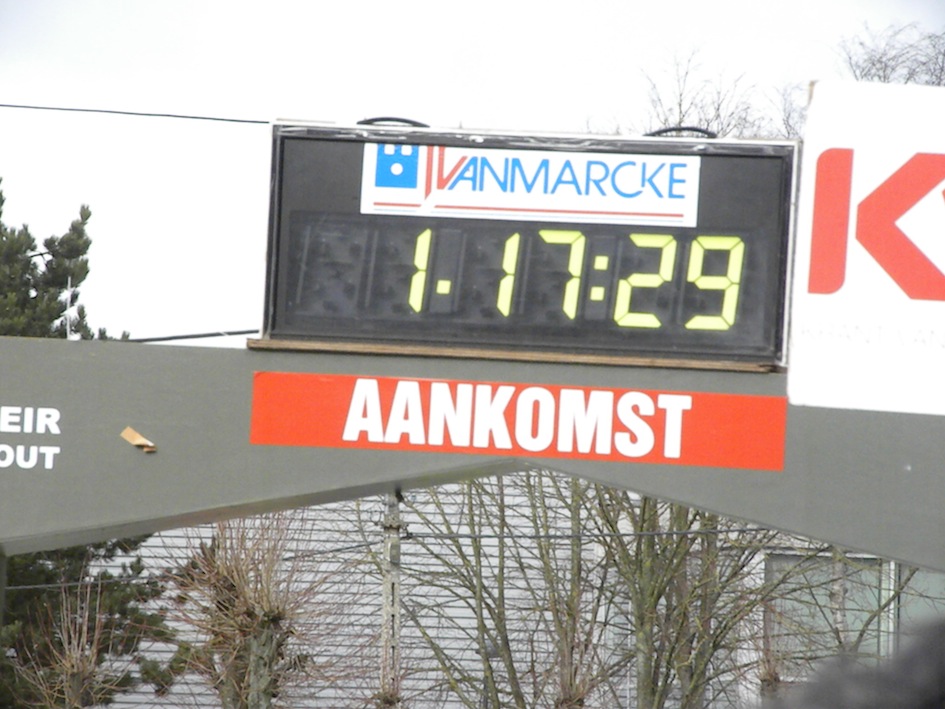 VANMARCKE
1.17:29
K
AANKOMST
EIR
OUT